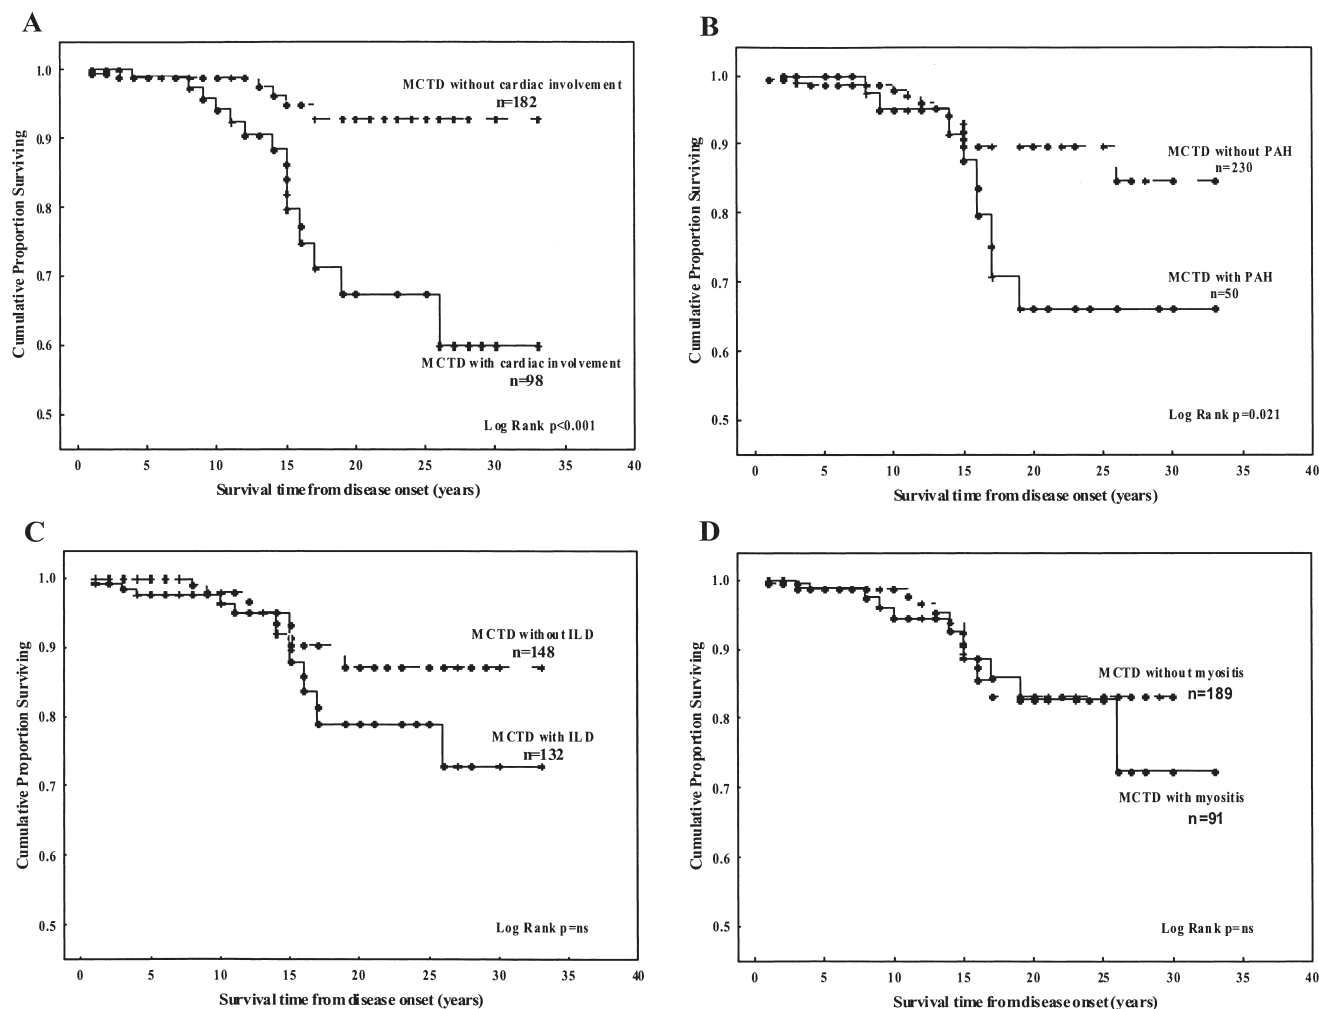 A
Cumulative Proportion Surviving
1.0
0.9
0.8
0.7
0.6
0.5
MCTD without cardiac involvement
n=182
MCTD with cardiac involvement
n=98
Log Rank p<0.001
0 5 10 15 20 25 30 35 40
Survival time from disease onset (years)
B
Cumulative Proportion Surviving
1.0
0.9
0.8
0.7
0.6
0.5
MCTD without PAH
n=230
MCTD with PAH
n=50
Log Rank p=0.021
0 5 10 15 20 25 30 35 40
Survival time from disease onset (years)
C
Cumulative Proportion Surviving
1.0
0.9
0.8
0.7
0.6
0.5
MCTD without ILD
n=148
MCTD with ILD
n=132
Log Rank p=ns
0 5 10 15 20 25 30 35 40
Survival time from disease onset (years)
D
Cumulative Proportion Surviving
1.0
0.9
0.8
0.7
0.6
0.5
MCTD without myositis
n=189
MCTD with myositis
n=91
Log Rank p=ns
0 5 10 15 20 25 30 35 40
Survival time from disease onset (years)